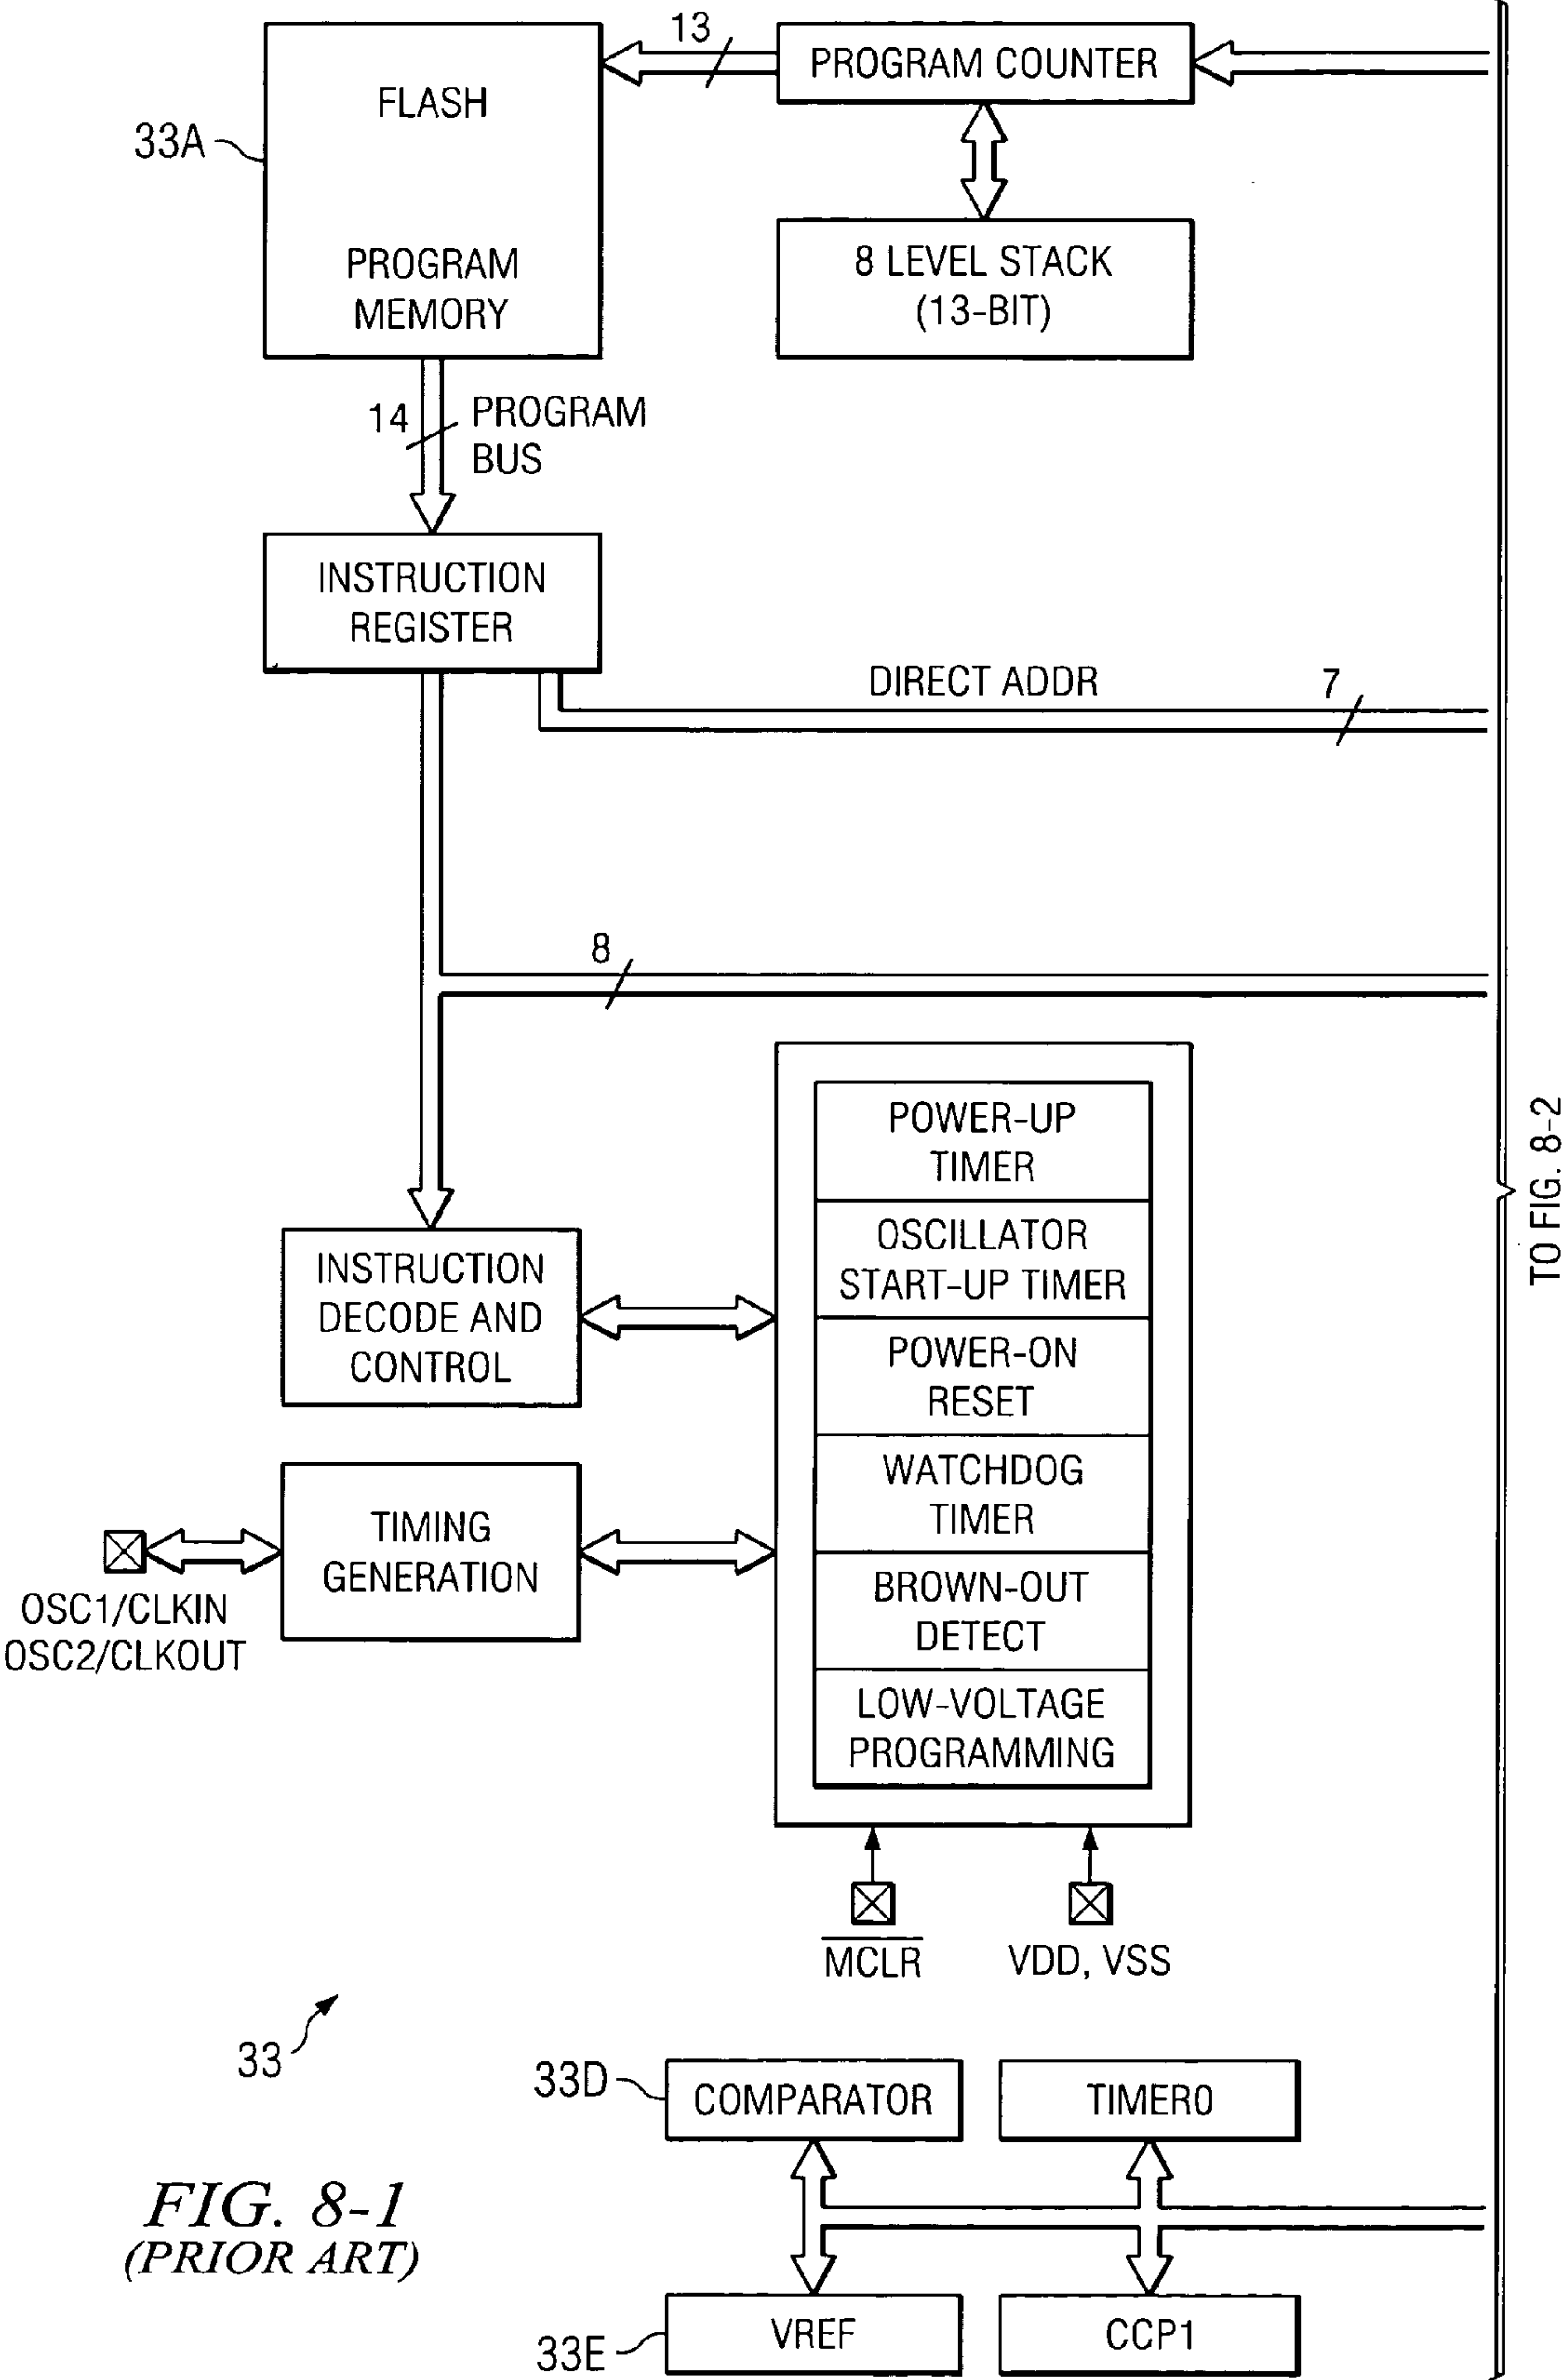 13
PROGRAM COUNTER
FLASH
33A
PROGRAM
MEMORY
8 LEVEL STACK
(13-BIT)
14
PROGRAM
BUS
INSTRUCTION
REGISTER
DIRECT ADDR
7
8
POWER-UP
TIMER
OSCILLATOR
START-UP TIMER
POWER-ON
RESET
WATCHDOG
TIMER
BROWN-OUT
DETECT
LOW-VOLTAGE
PROGRAMMING
TO FIG. 8-2
INSTRUCTION
DECODE AND
CONTROL
TIMING
GENERATION
OSC1/CLKIN
OSC2/CLKOUT
MCLR
VDD, VSS
33
33D
COMPARATOR
TIMER0
FIG. 8-1
(PRIOR ART)
33E
VREF
CCP1